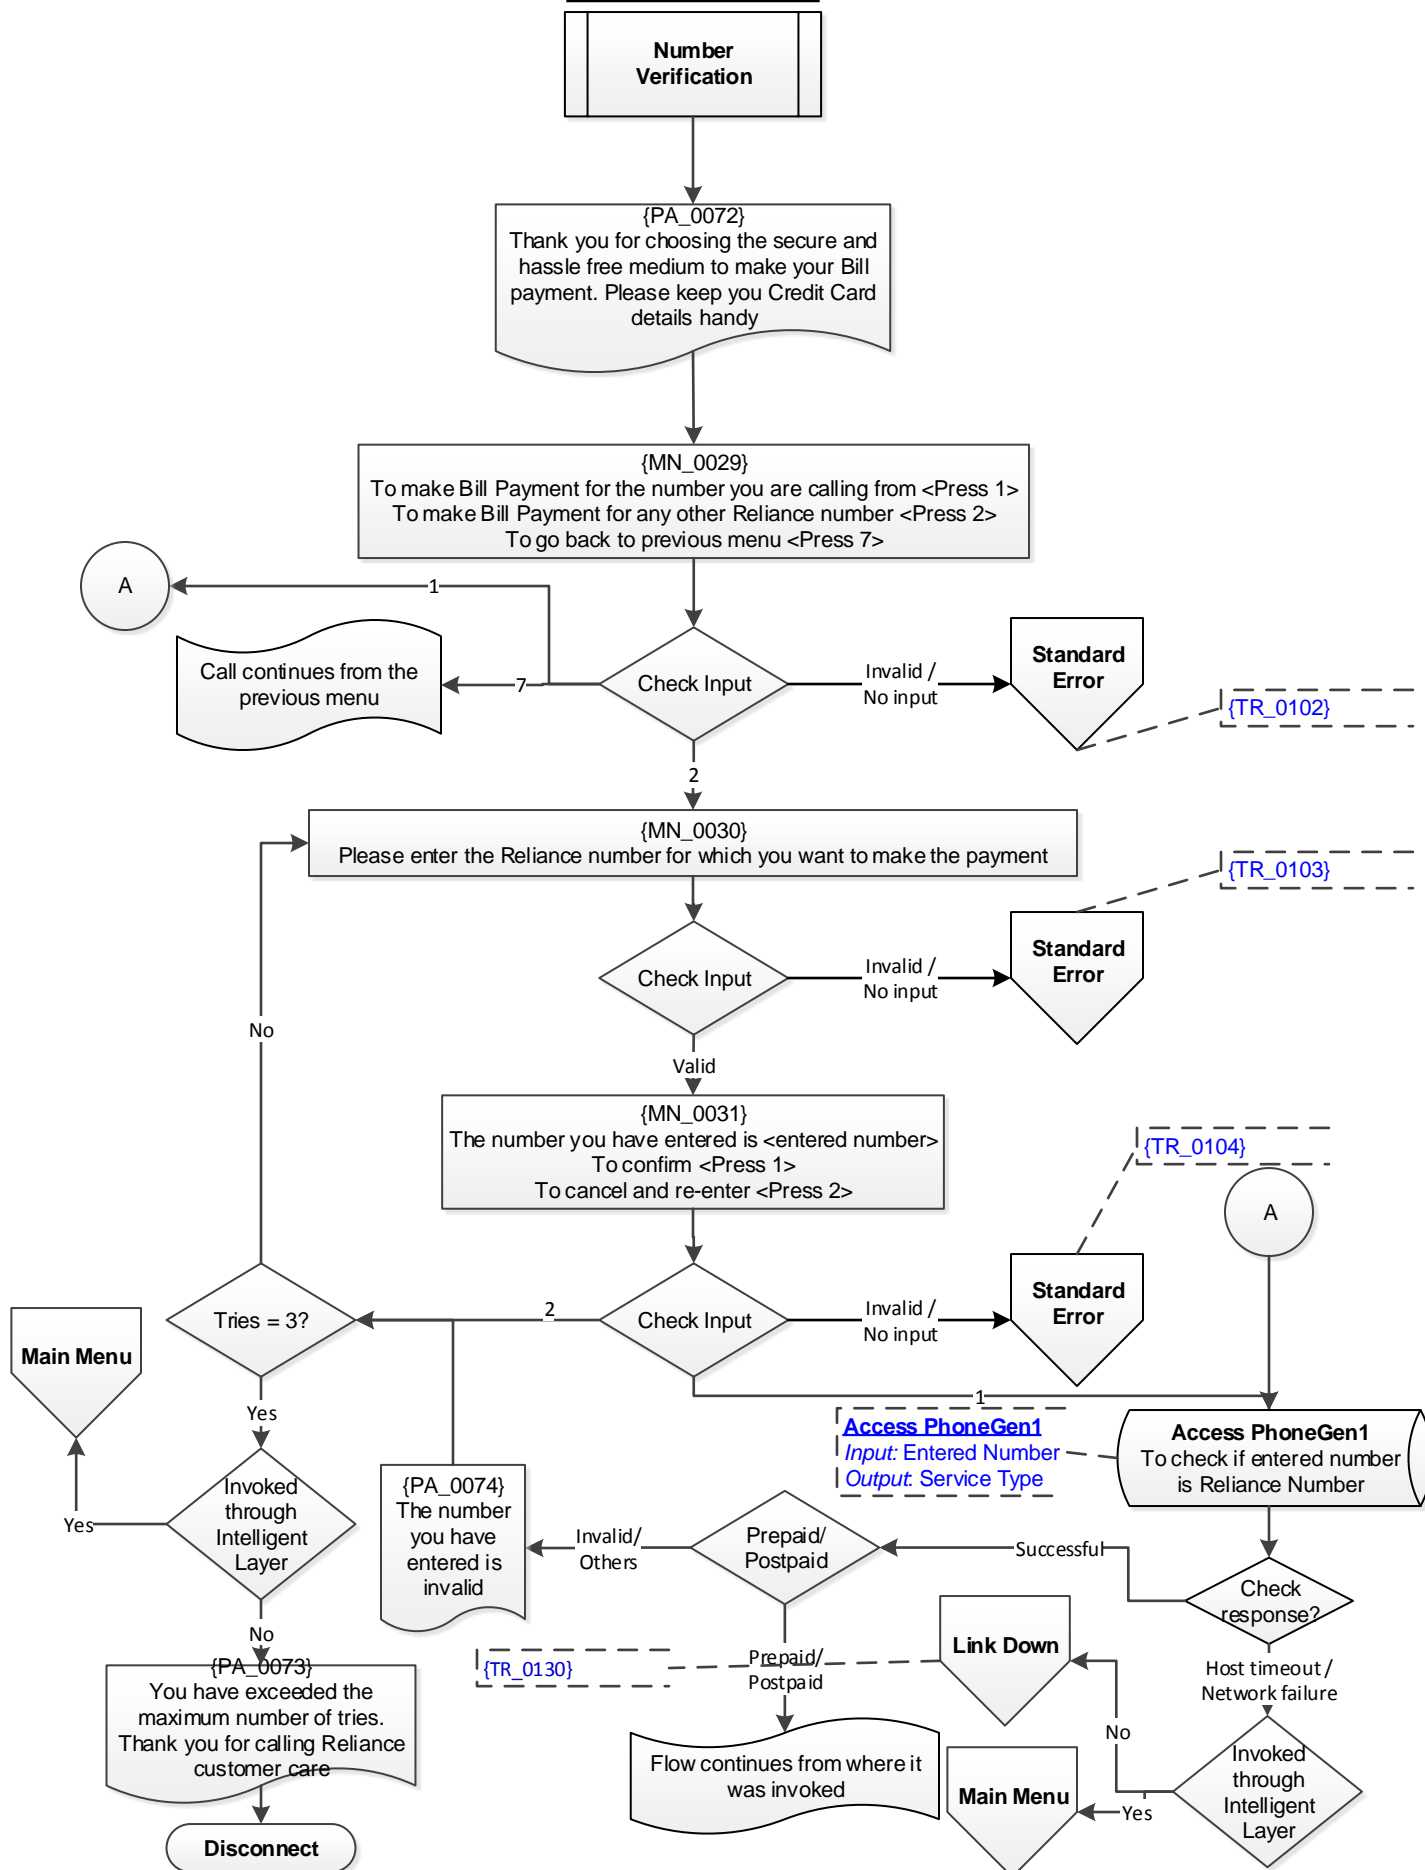 Number
Verification
{PA_0072}
Thank you for choosing the secure and
hassle free medium to make your Bill
payment. Please keep you Credit Card
details handy
{MN_0029}
To make Bill Payment for the number you are calling from <Press 1>
To make Bill Payment for any other Reliance number <Press 2>
To go back to previous menu <Press 7>
A
1
Call continues from the
previous menu
7
Check Input
Invalid /
No input
Standard
Error
{TR_0102}
2
{MN_0030}
Please enter the Reliance number for which you want to make the payment
{TR_0103}
Check Input
Invalid /
No input
Standard
Error
No
Valid
{MN_0031}
The number you have entered is <entered number>
To confirm <Press 1>
To cancel and re-enter <Press 2>
{TR_0104}
A
Tries = 3?
2
Check Input
Invalid /
No input
Standard
Error
Main Menu
Yes
1
Access PhoneGen1
Input: Entered Number
Output: Service Type
Access PhoneGen1
To check if entered number
is Reliance Number
Invoked
through
Intelligent
Layer
Yes
{PA_0074}
The number
you have
entered is
invalid
Invalid/
Others
Prepaid/
Postpaid
Successful
Check
response?
No
{TR_0130}
Prepaid/
Postpaid
Link Down
Host timeout /
Network failure
{PA_0073}
You have exceeded the
maximum number of tries.
Thank you for calling Reliance
customer care
Flow continues from where it
was invoked
Main Menu
No
Yes
Invoked
through
Intelligent
Layer
Disconnect